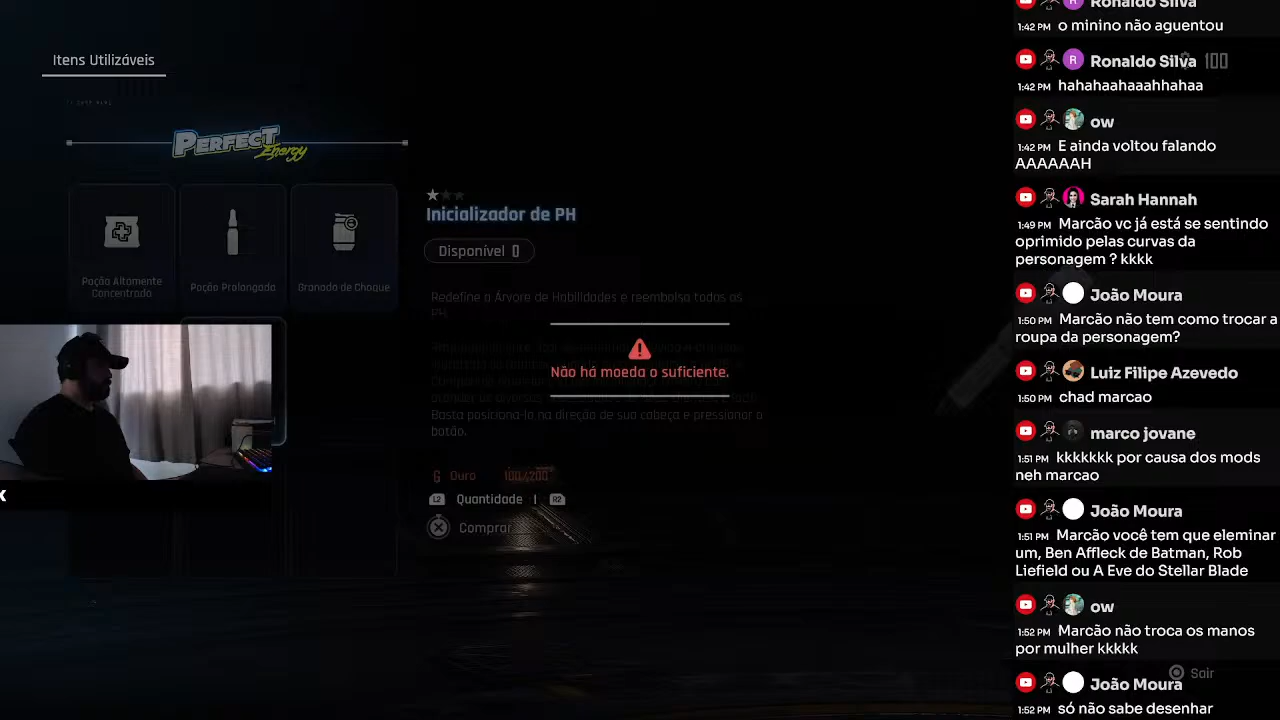 Itens Utilizáveis
PERFECT
Energy
Poção Altamente
Concentrada
Poção Prolongada
Granada de Choque
Inicializador de PH
Disponível 0
Redefine a Árvore de Habilidades e reembolsa todos os
PH.
Não há moeda o suficiente.
Basta posicioná-lo na direção de sua cabeça e pressionar o
botão.
Ouro 100/200
L2 Quantidade 1 R2
Comprar
x
100
Sair
Ronaldo Silva
1:42 PM o minino não aguentou
R Ronaldo Silva
1:42 PM hahahaahaaahhahaa
ow
1:42 PM E ainda voltou falando
AAAAAAH
Sarah Hannah
1:49 PM Marcão vc já está se sentindo
oprimido pelas curvas da
personagem ? kkkk
João Moura
1:50 PM Marcão não tem como trocar a
roupa da personagem?
Luiz Filipe Azevedo
1:50 PM chad marcao
marco jovane
1:51 PM kkkkkkk por causa dos mods
neh marcao
João Moura
1:51 PM Marcão você tem que eleminar
um, Ben Affleck de Batman, Rob
Liefield ou A Eve do Stellar Blade
ow
1:52 PM Marcão não troca os manos
por mulher kkkkk
João Moura
1:52 PM só não sabe desenhar